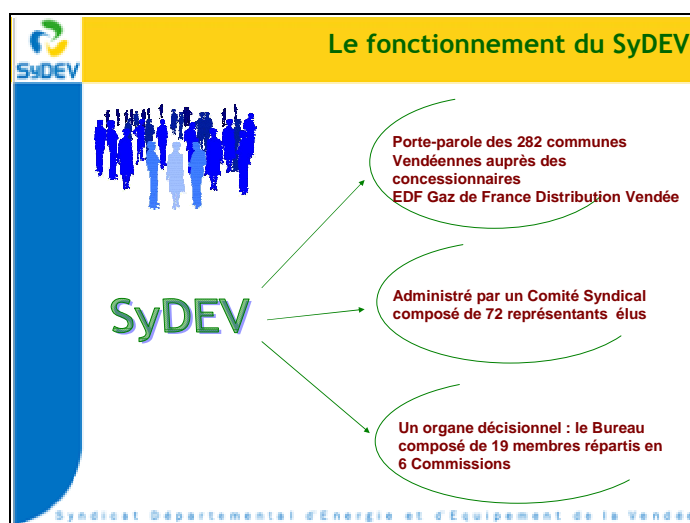 SyDEV
Le fonctionnement du SyDEV
Porte-parole des 282 communes
Vendéennes auprès des
concessionnaires
EDF Gaz de France Distribution Vendée
SyDEV
Administré par un Comité Syndical
composé de 72 représentants élus
Un organe décisionnel : le Bureau
composé de 19 membres répartis en
6 Commissions
Syndicat Départemental d'Energie et d'Equipement de la Vendée